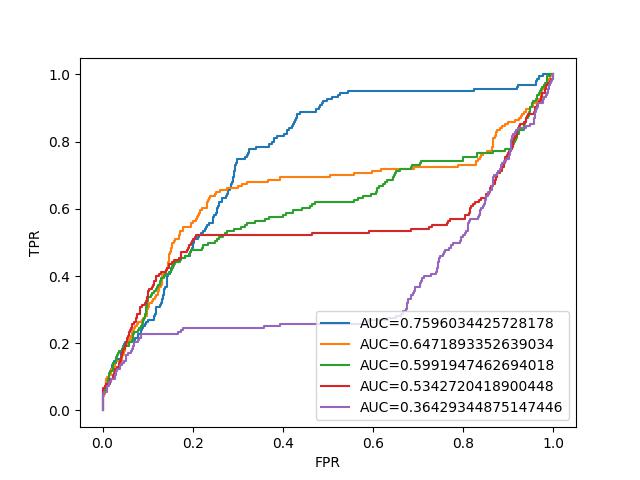 1.0
0.8
0.6
0.4
0.2
0.0
TPR
AUC=0.7596034425728178
AUC=0.6471893352639034
AUC=0.5991947462694018
AUC=0.5342720418900448
AUC=0.36429344875147446
0.0 0.2 0.4 0.6 0.8 1.0
FPR